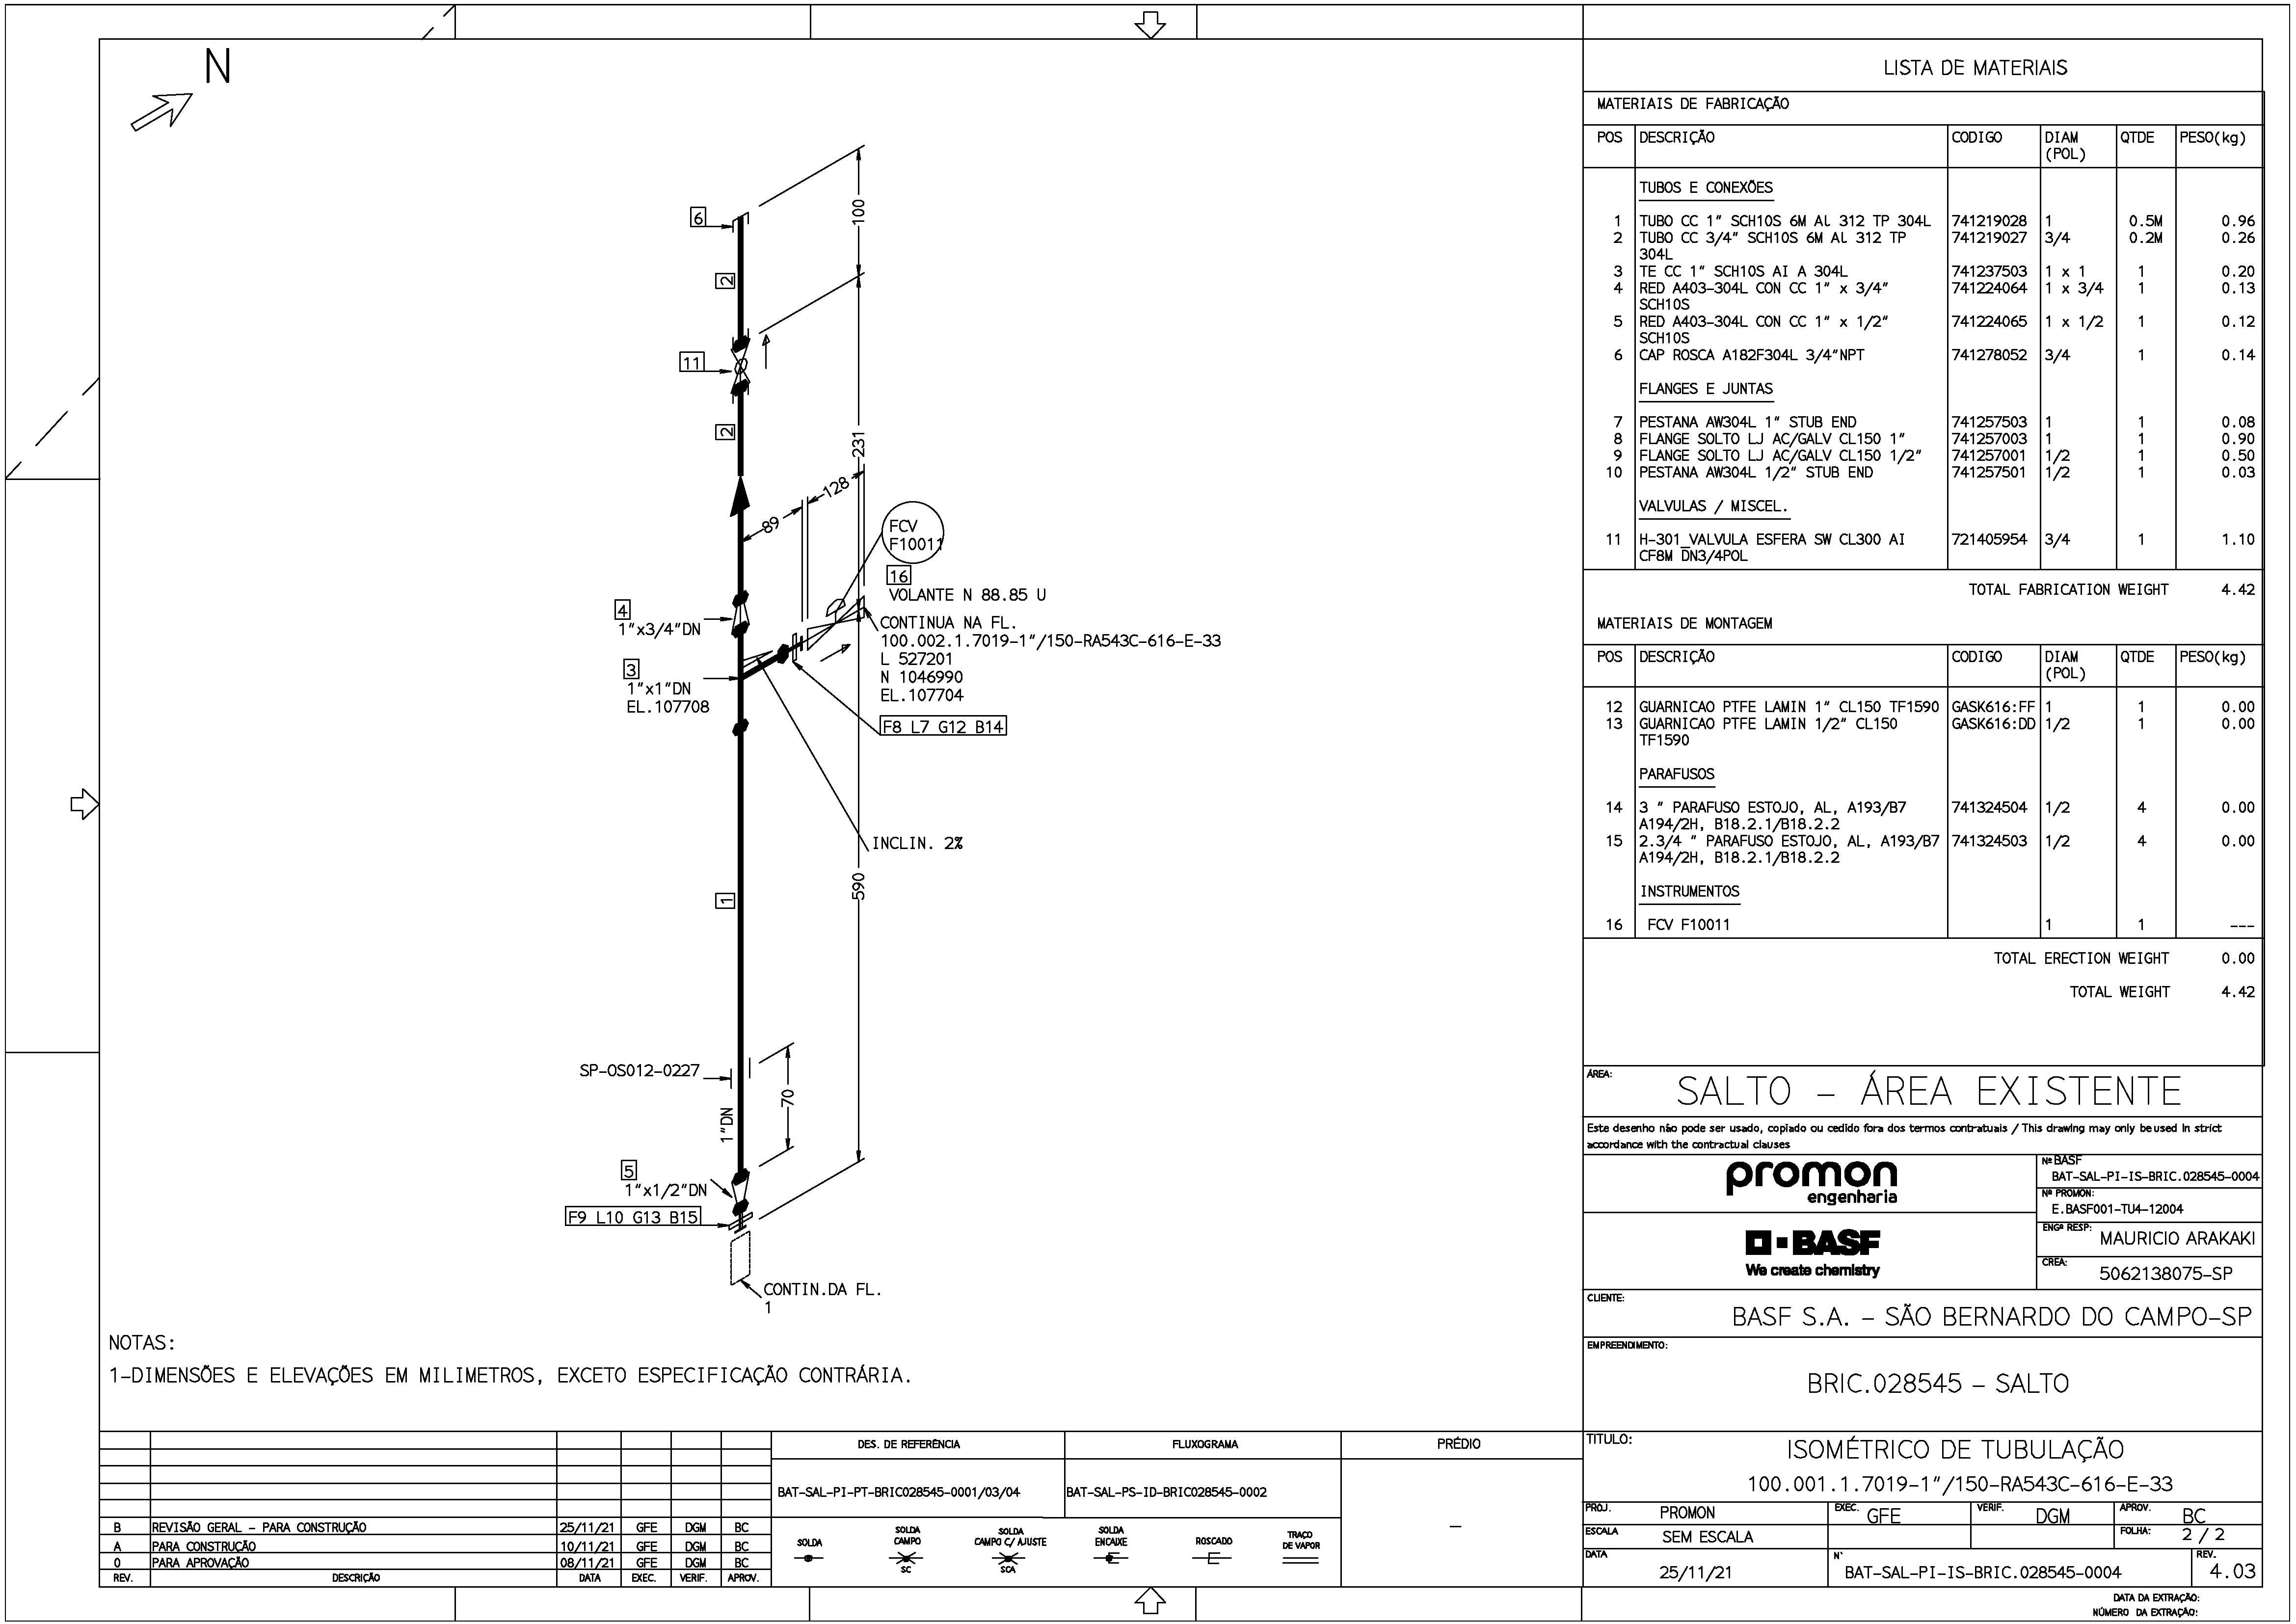 N
6
100
2
11
2
231
128
89
FCV
F10011
16
VOLANTE N 88.85 U
4
1"x3/4"DN
CONTINUA NA FL.
100.002.1.7019-1"/150-RA543C-616-E-33
L 527201
N 1046990
EL.107704
3
1"x1"DN
EL.107708
F8 L7 G12 B14
INCLIN. 2%
590
1
SP-OS012-0227
70
1"DN
5
1"x1/2"DN
F9 L10 G13 B15
CONTIN.DA FL.
1
NOTAS:
1-DIMENSÕES E ELEVAÇÕES EM MILIMETROS, EXCETO ESPECIFICAÇÃO CONTRÁRIA.
LISTA DE MATERIAIS
MATERIAIS DE FABRICAÇÃO
POS DESCRIÇÃO CODIGO DIAM (POL) QTDE PESO(kg)
TUBOS E CONEXÕES
1 TUBO CC 1" SCH10S 6M AL 312 TP 304L 741219028 1 0.5M 0.96
2 TUBO CC 3/4" SCH10S 6M AL 312 TP 741219027 3/4 0.2M 0.26
304L
3 TE CC 1" SCH10S AI A 304L 741237503 1 x 1 1 0.20
4 RED A403-304L CON CC 1" x 3/4" 741224064 1 x 3/4 1 0.13
SCH10S
5 RED A403-304L CON CC 1" x 1/2" 741224065 1 x 1/2 1 0.12
SCH10S
6 CAP ROSCA A182F304L 3/4"NPT 741278052 3/4 1 0.14
FLANGES E JUNTAS
7 PESTANA AW304L 1" STUB END 741257503 1 1 0.08
8 FLANGE SOLTO LJ AC/GALV CL150 1" 741257003 1 1 0.90
9 FLANGE SOLTO LJ AC/GALV CL150 1/2" 741257001 1/2 1 0.50
10 PESTANA AW304L 1/2" STUB END 741257501 1/2 1 0.03
VALVULAS / MISCEL.
11 H-301_VALVULA ESFERA SW CL300 AI 721405954 3/4 1 1.10
CF8M DN3/4POL
TOTAL FABRICATION WEIGHT 4.42
MATERIAIS DE MONTAGEM
POS DESCRIÇÃO CODIGO DIAM (POL) QTDE PESO(kg)
12 GUARNICAO PTFE LAMIN 1" CL150 TF1590 GASK616:FF 1 1 0.00
13 GUARNICAO PTFE LAMIN 1/2" CL150 GASK616:DD 1/2 1 0.00
TF1590
PARAFUSOS
14 3 " PARAFUSO ESTOJO, AL, A193/B7 741324504 1/2 4 0.00
A194/2H, B18.2.1/B18.2.2
15 2.3/4 " PARAFUSO ESTOJO, AL, A193/B7 741324503 1/2 4 0.00
A194/2H, B18.2.1/B18.2.2
INSTRUMENTOS
16 FCV F10011 1 1 ---
TOTAL ERECTION WEIGHT 0.00
TOTAL WEIGHT 4.42
ÁREA:
SALTO - ÁREA EXISTENTE
Este desenho não pode ser usado, copiado ou cedido fora dos termos contratuais / This drawing may only be used in strict
accordance with the contractual clauses
promon
engenharia
Nº BASF
BAT-SAL-PI-IS-BRIC.028545-0004
Nº PROMON:
E.BASF001-TU4-12004
BASF
We create chemistry
ENGº RESP:
MAURICIO ARAKAKI
CREA:
5062138075-SP
CLIENTE:
BASF S.A. - SÃO BERNARDO DO CAMPO-SP
EMPREENDIMENTO:
BRIC.028545 - SALTO
TITULO:
ISOMÉTRICO DE TUBULAÇÃO
100.001.1.7019-1"/150-RA543C-616-E-33
PROJ. PROMON EXEC. GFE VERIF. DGM APROV. BC
ESCALA SEM ESCALA FOLHA: 2 / 2
DATA 25/11/21 Nº BAT-SAL-PI-IS-BRIC.028545-0004 REV. 4.03
DATA DA EXTRAÇÃO:
NÚMERO DA EXTRAÇÃO:
B REVISÃO GERAL - PARA CONSTRUÇÃO 25/11/21 GFE DGM BC
A PARA CONSTRUÇÃO 10/11/21 GFE DGM BC
0 PARA APROVAÇÃO 08/11/21 GFE DGM BC
REV. DESCRIÇÃO DATA EXEC. VERIF. APROV.
DES. DE REFERÊNCIA FLUXOGRAMA PRÉDIO
BAT-SAL-PI-PT-BRIC028545-0001/03/04 BAT-SAL-PS-ID-BRIC028545-0002
-
SOLDA
SOLDA CAMPO
SC
SOLDA CAMPO C/ AJUSTE
SCA
SOLDA ENCAIXE
ROSCADO
TRAÇO DE VAPOR